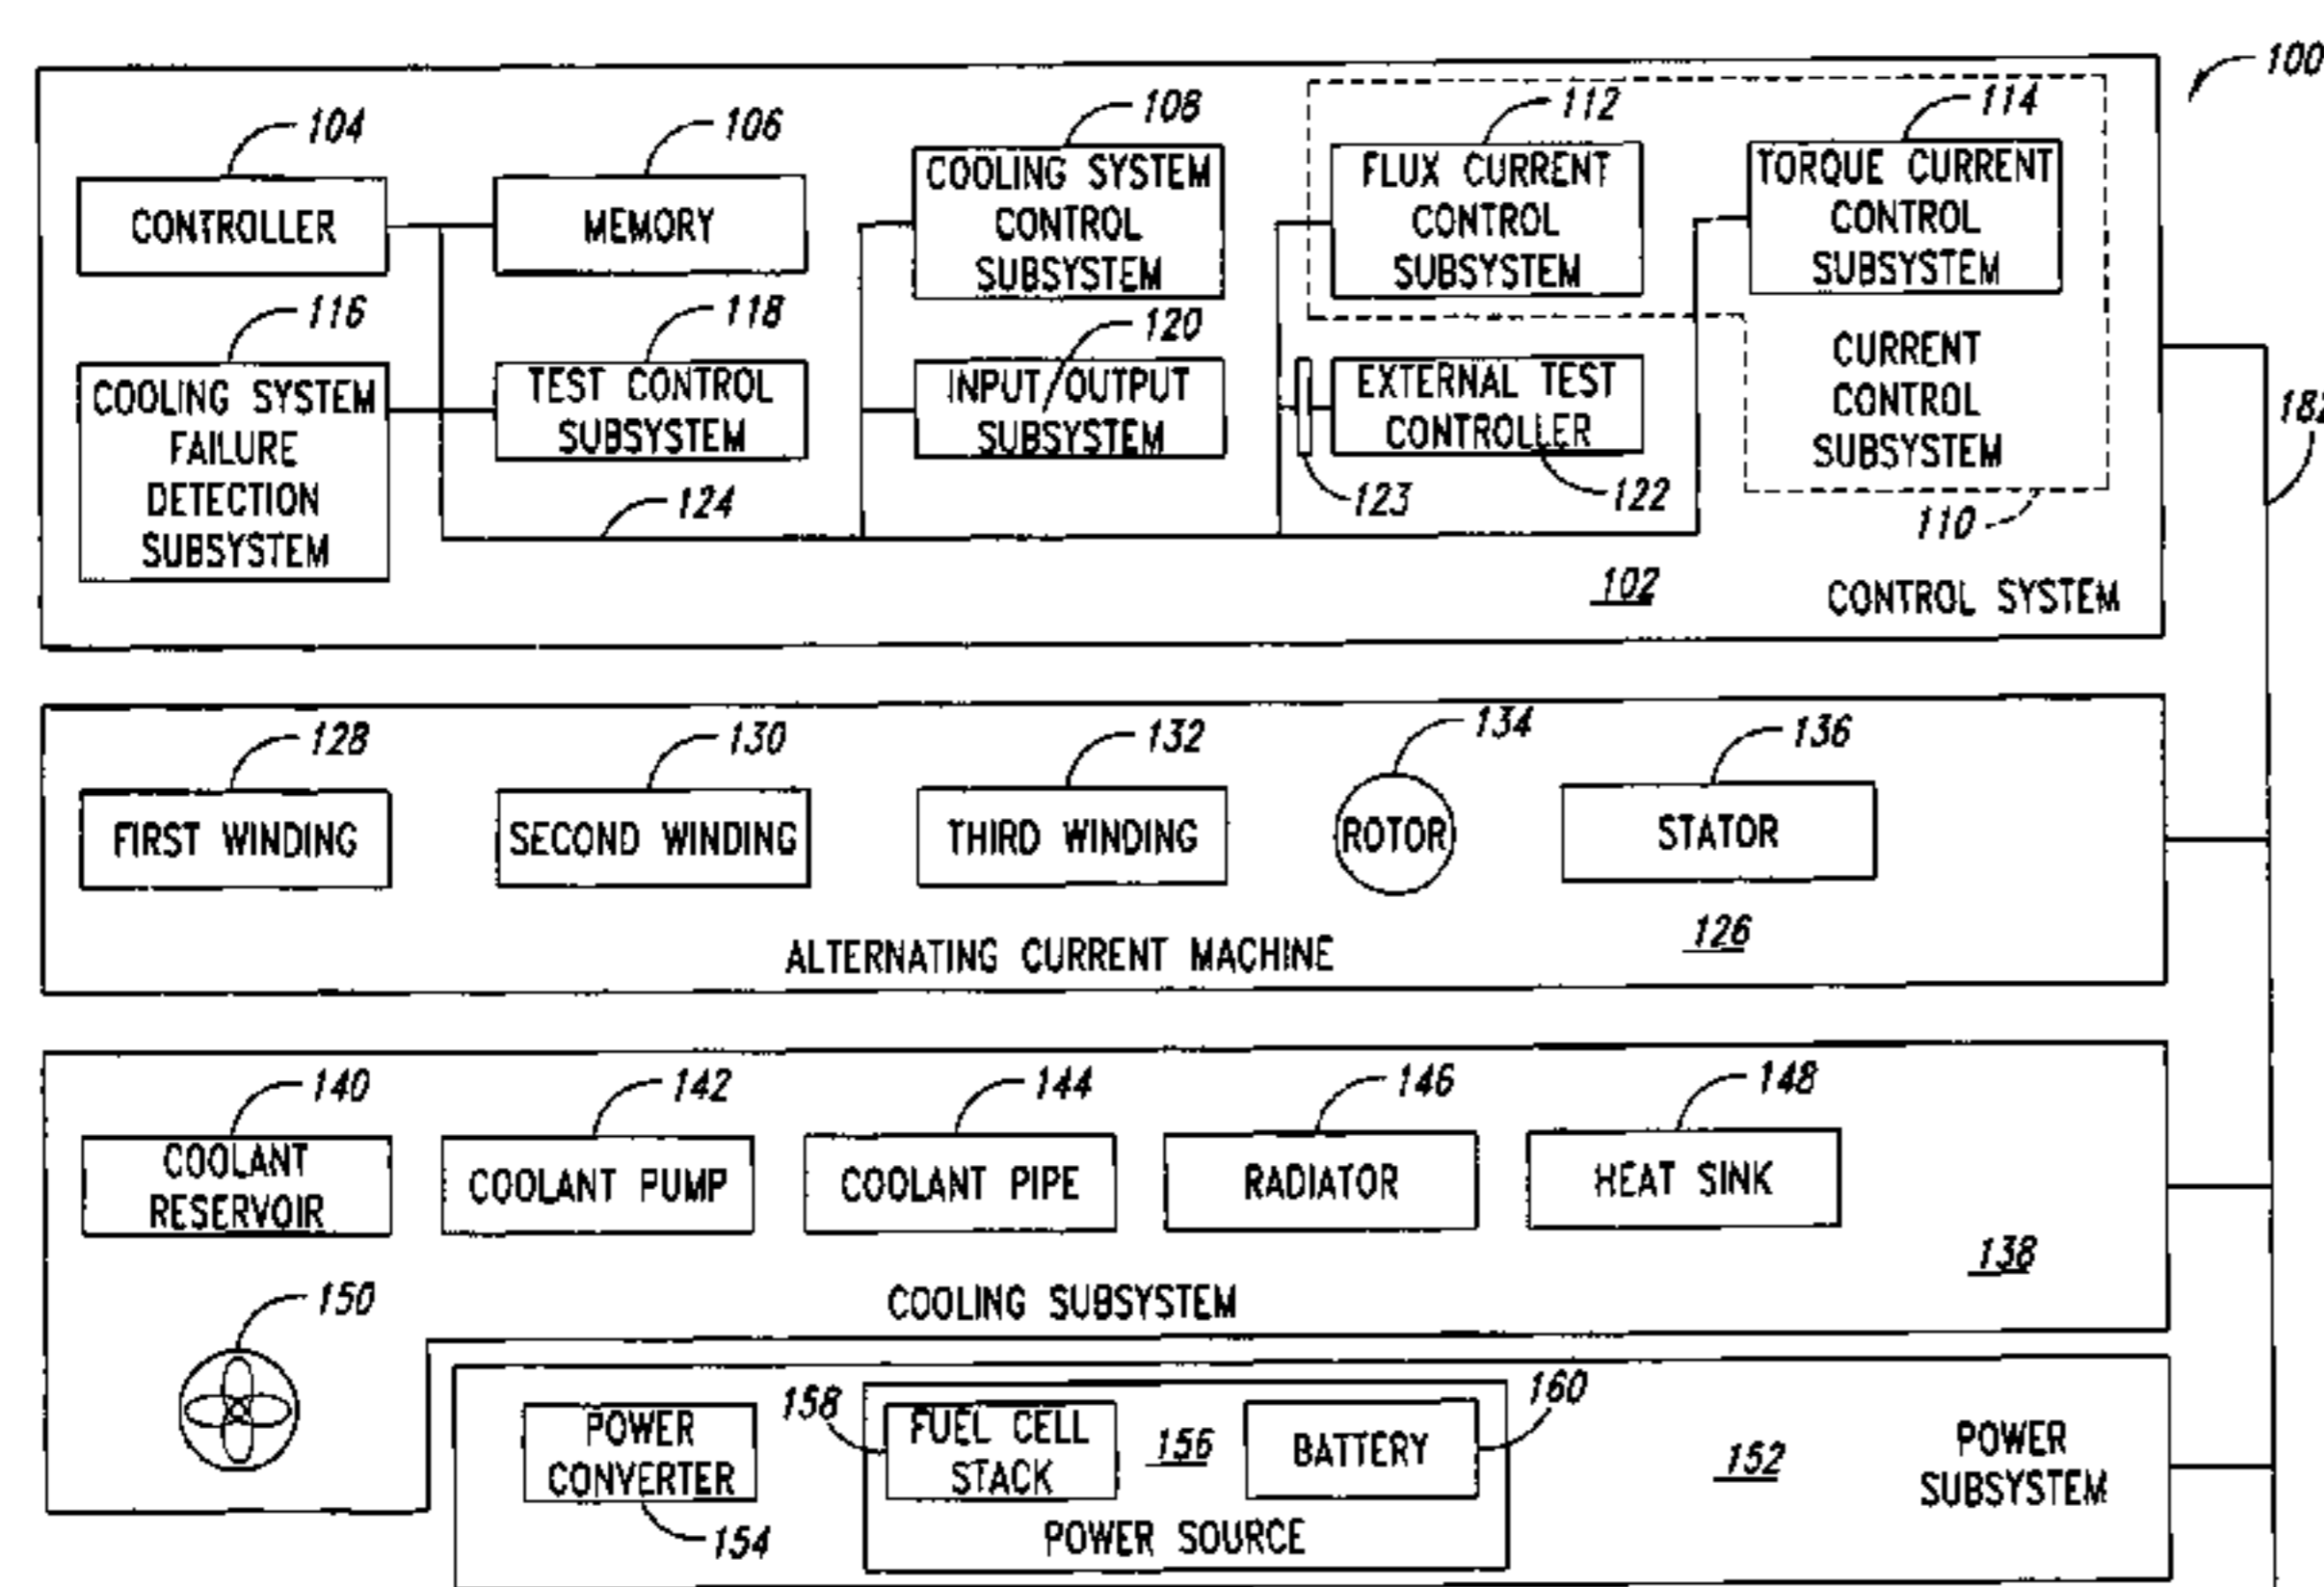 100
104
106
108
112
114
CONTROLLER
MEMORY
COOLING SYSTEM
CONTROL
SUBSYSTEM
FLUX CURRENT
CONTROL
SUBSYSTEM
TORQUE CURRENT
CONTROL
SUBSYSTEM
116
118
120
COOLING SYSTEM
FAILURE
DETECTION
SUBSYSTEM
TEST CONTROL
SUBSYSTEM
INPUT/OUTPUT
SUBSYSTEM
EXTERNAL TEST
CONTROLLER
CURRENT
CONTROL
SUBSYSTEM
182
124
123
122
110
102
CONTROL SYSTEM
128
130
132
134
136
FIRST WINDING
SECOND WINDING
THIRD WINDING
ROTOR
STATOR
ALTERNATING CURRENT MACHINE
126
140
142
144
146
148
COOLANT
RESERVOIR
COOLANT PUMP
COOLANT PIPE
RADIATOR
HEAT SINK
138
150
COOLING SUBSYSTEM
POWER
CONVERTER
154
158
FUEL CELL
STACK
156
BATTERY
160
POWER SOURCE
152
POWER
SUBSYSTEM